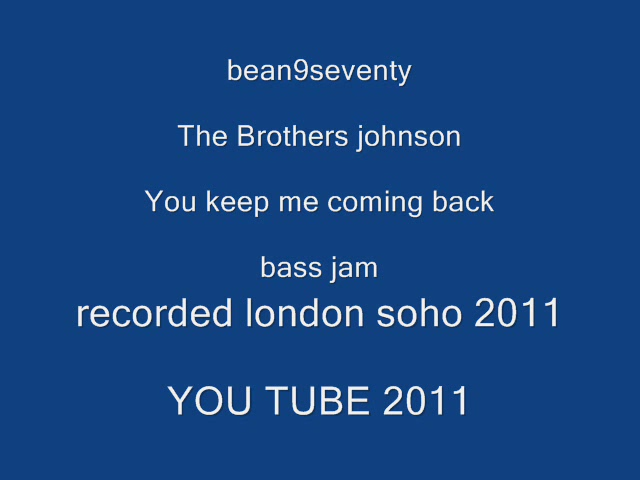 bean9seventy
The Brothers johnson
You keep me coming back
bass jam
recorded london soho 2011
YOU TUBE 2011